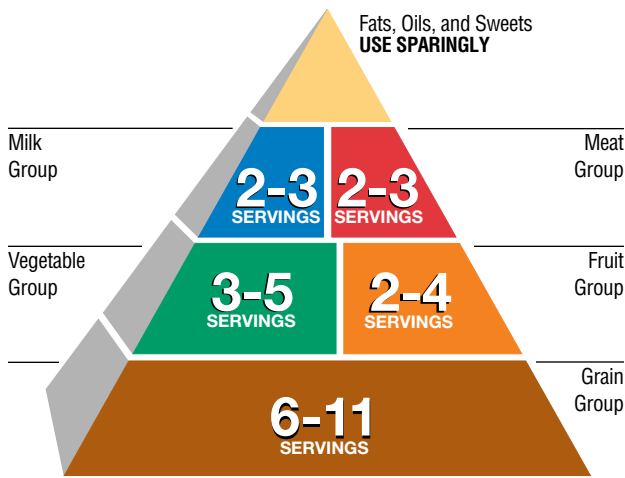 Fats, Oils, and Sweets
USE SPARINGLY
Milk
Group
Meat
Group
2-3
SERVINGS
2-3
SERVINGS
Vegetable
Group
Fruit
Group
3-5
SERVINGS
2-4
SERVINGS
Grain
Group
6-11
SERVINGS